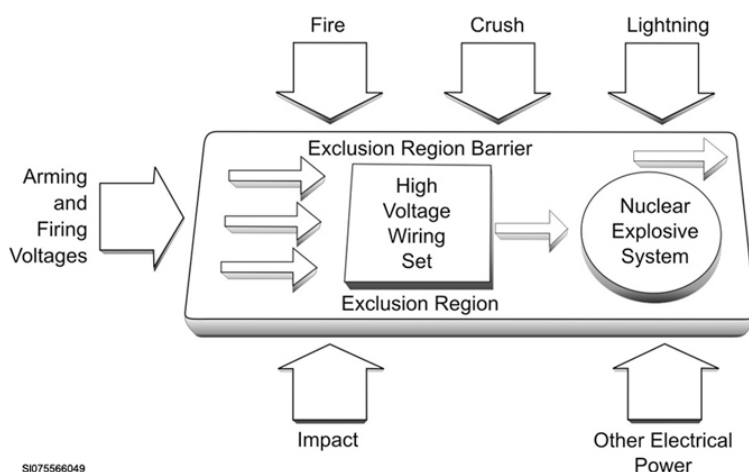 Fire
Crush
Lightning
Arming
and
Firing
Voltages
Exclusion Region Barrier
High
Voltage
Wiring
Set
Nuclear
Explosive
System
Exclusion Region
Impact
Other Electrical
Power
SI075566049